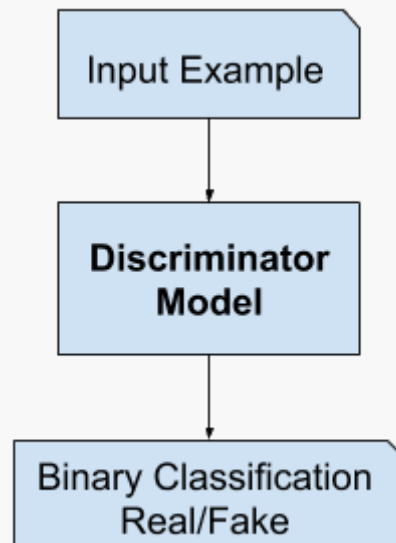 Input Example
Discriminator
Model
Binary Classification
Real/Fake